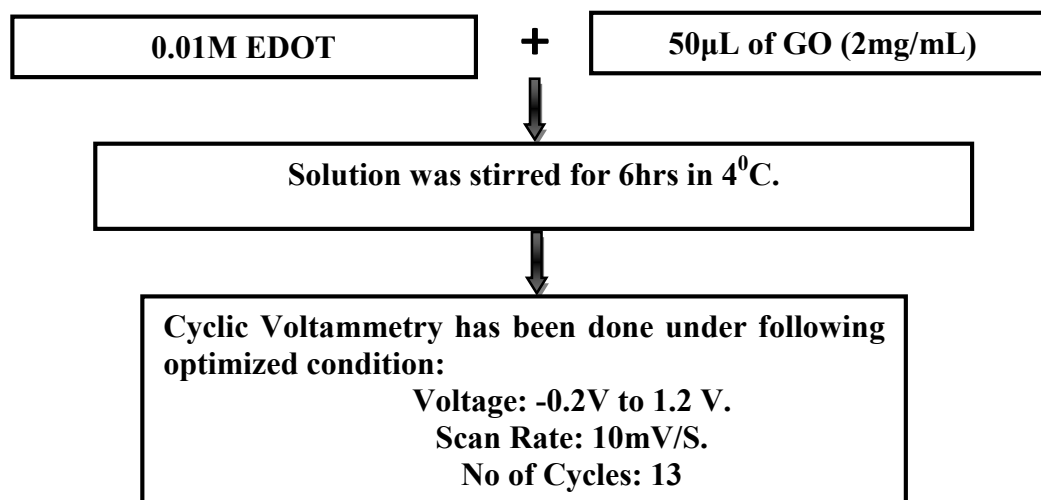 0.01M EDOT + 50µL of GO (2mg/mL)
Solution was stirred for 6hrs in 4⁰C.
Cyclic Voltammetry has been done under following
optimized condition:
Voltage: -0.2V to 1.2 V.
Scan Rate: 10mV/S.
No of Cycles: 13